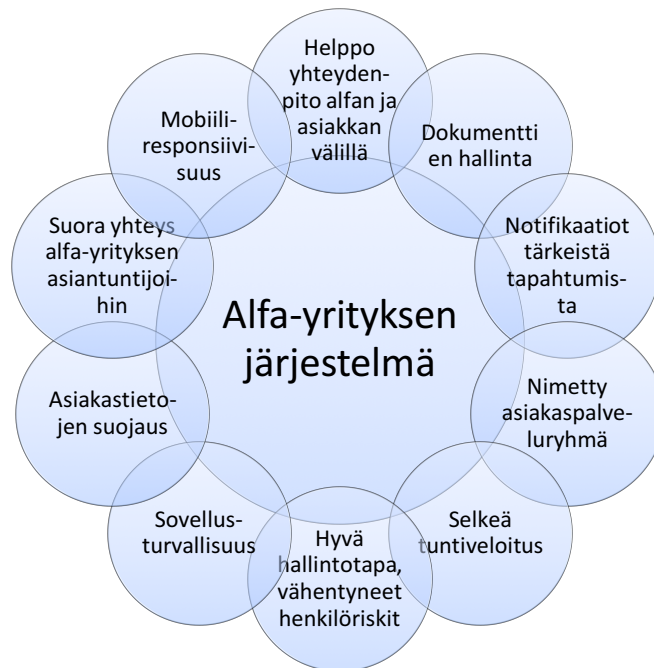 Helppo
yhteyden-
pito alfan ja
asiakkan
välillä
Dokumentti
en hallinta
Notifikaatiot
tärkeistä
tapahtumis-
ta
Nimetty
asiakaspalve-
luryhmä
Selkeä
tuntiveloitus
Hyvä
hallintotapa,
vähentyneet
henkilöriskit
Sovellus-
turvallisuus
Asiakastieto-
jen suojaus
Suora yhteys
alfa-yrityksen
asiantuntijoi-
hin
Mobiili-
responsiivi-
suus
Alfa-yrityksen
järjestelmä